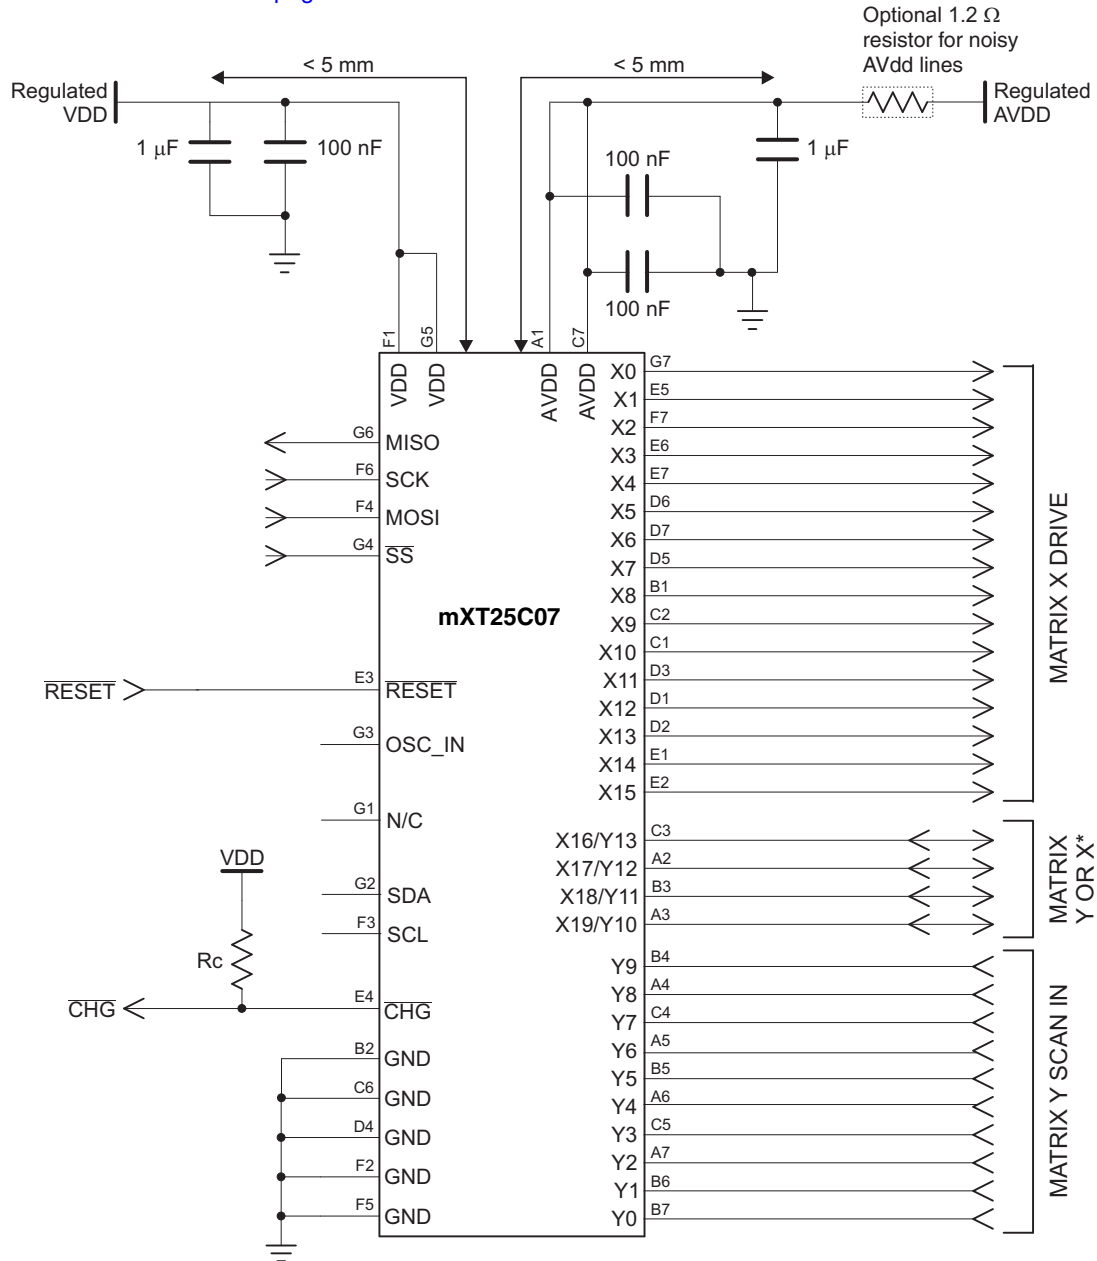 Optional 1.2 Ω
resistor for noisy
AVdd lines
< 5 mm
< 5 mm
Regulated
VDD
Regulated
AVDD
1 μF
100 nF
100 nF
1 μF
100 nF
F1
G5
A1
C7
VDD
VDD
AVDD
AVDD
mXT25C07
G6 MISO
F6 SCK
F4 MOSI
G4 SS
RESET
E3 RESET
G3 OSC_IN
G1 N/C
VDD
G2 SDA
F3 SCL
Rc
CHG
E4 CHG
B2 GND
C6 GND
D4 GND
F2 GND
F5 GND
X0 G7
X1 E5
X2 F7
X3 E6
X4 E7
X5 D6
X6 D7
X7 D5
X8 B1
X9 C2
X10 C1
X11 D3
X12 D1
X13 D2
X14 E1
X15 E2
MATRIX X DRIVE
X16/Y13 C3
X17/Y12 A2
X18/Y11 B3
X19/Y10 A3
MATRIX
Y OR X*
Y9 B4
Y8 A4
Y7 C4
Y6 A5
Y5 B5
Y4 A6
Y3 C5
Y2 A7
Y1 B6
Y0 B7
MATRIX Y SCAN IN